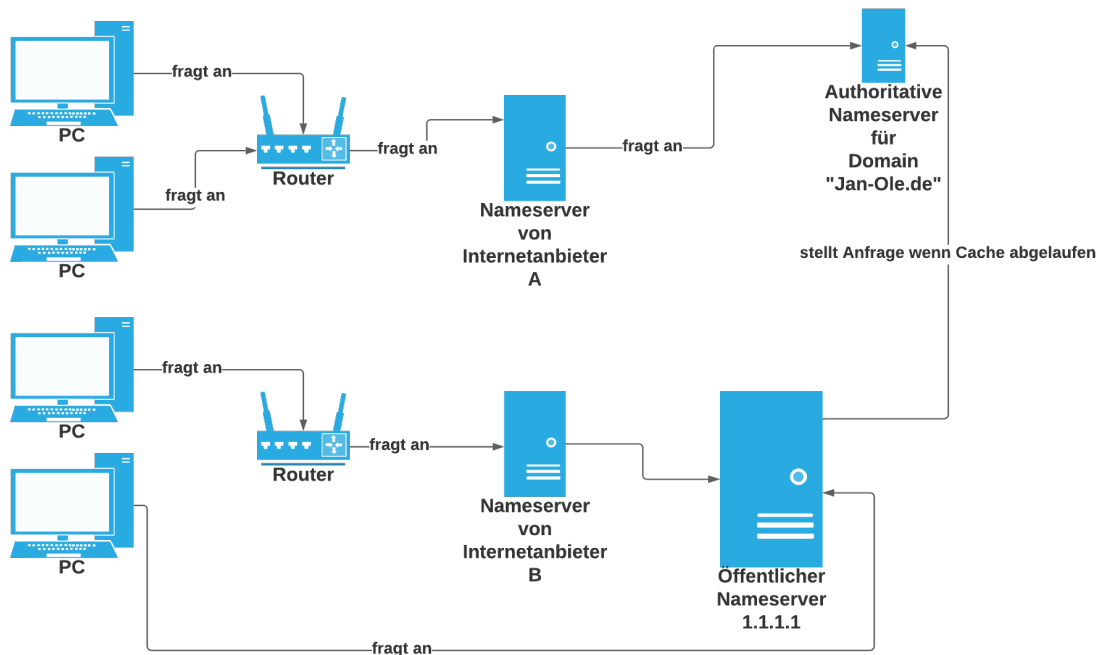 fragt an
PC
fragt an
PC
Router
fragt an
Nameserver
von
Internetanbieter
A
fragt an
Authoritative
Nameserver
für
Domain
"Jan-Ole.de"
stellt Anfrage wenn Cache abgelaufen
fragt an
PC
Router
fragt an
Nameserver
von
Internetanbieter
B
PC
fragt an
Öffentlicher
Nameserver
1.1.1.1